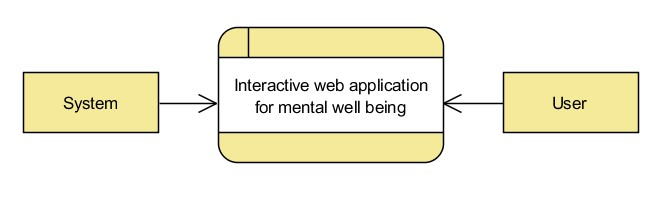 System
Interactive web application
for mental well being
User